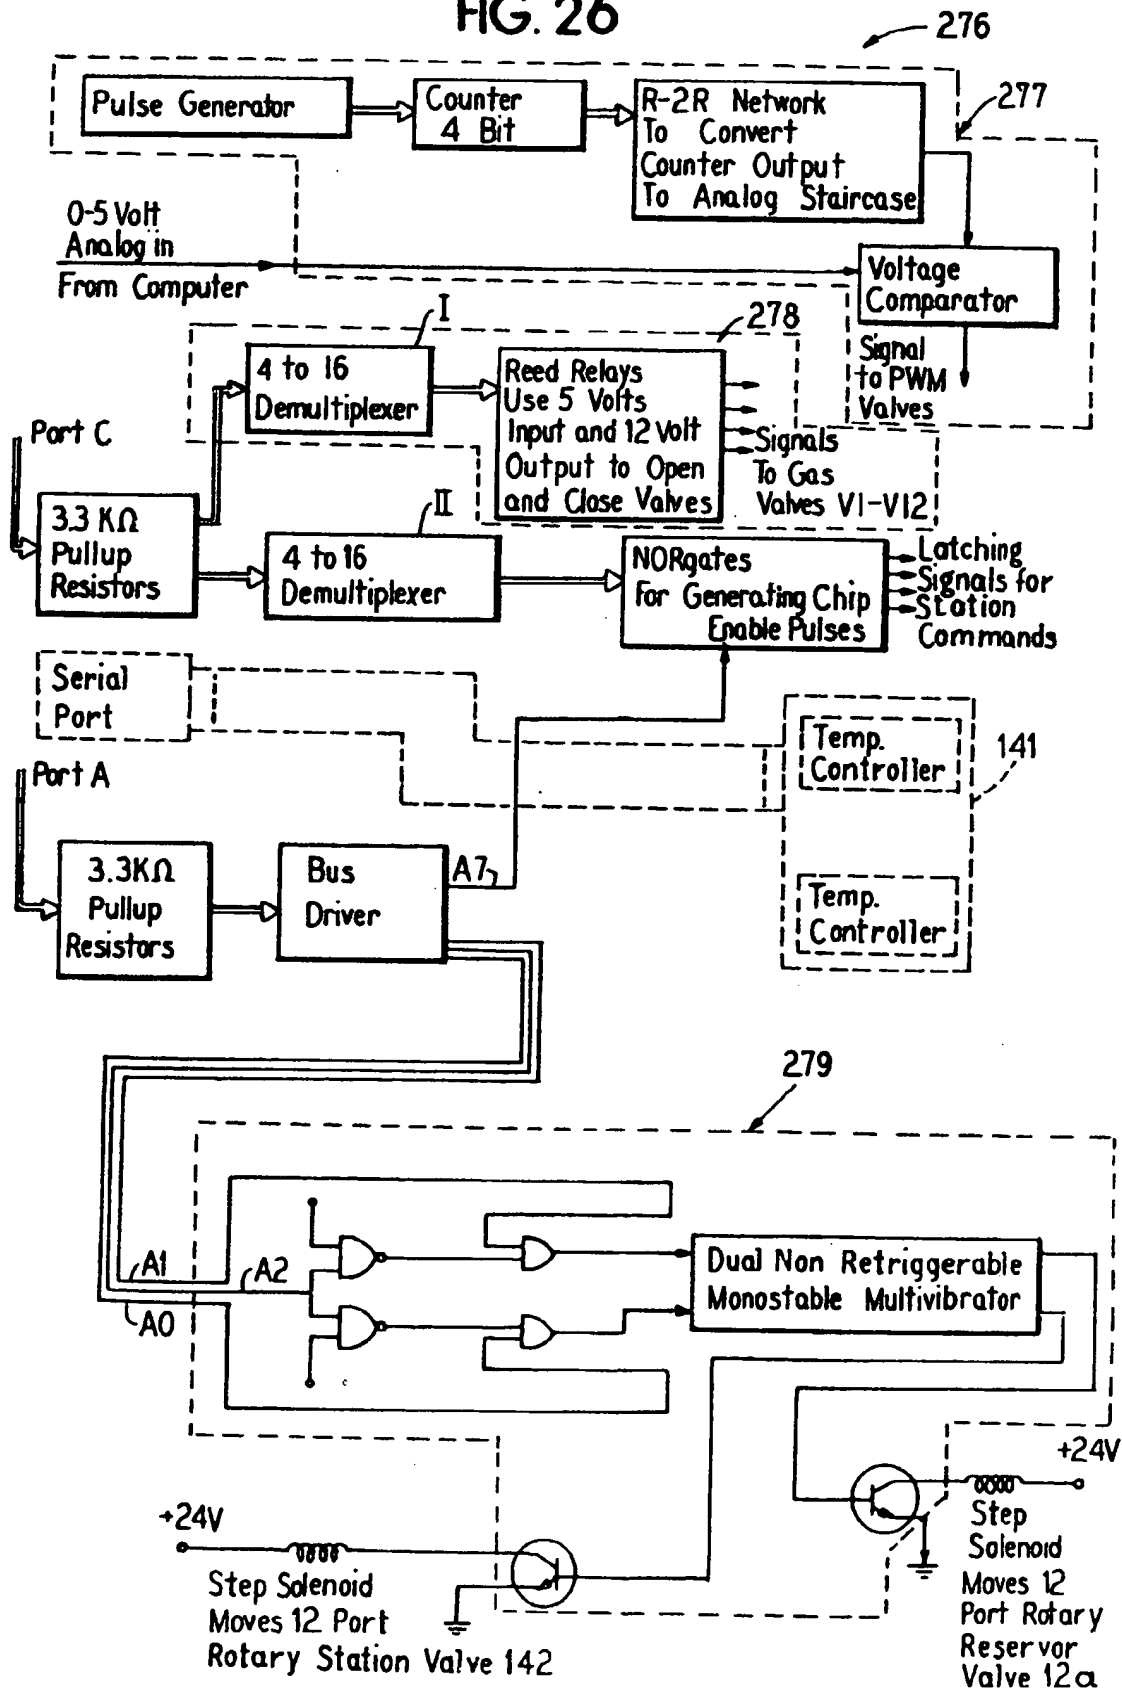 FIG. 26
276
Pulse Generator
Counter
4 Bit
R-2R Network
To Convert
Counter Output
To Analog Staircase
277
0-5 Volt
Analog in
From Computer
Voltage
Comparator
Signal
to PWM
Valves
I
278
4 to 16
Demultiplexer
Reed Relays
Use 5 Volts
Input and 12 Volt
Output to Open
and Close Valves
Signals
To Gas
Valves V1-V12
Port C
3.3 KΩ
Pullup
Resistors
II
4 to 16
Demultiplexer
NORgates
For Generating Chip
Enable Pulses
Latching
Signals for
Station
Commands
Serial
Port
Temp.
Controller
141
Temp.
Controller
Port A
3.3KΩ
Pullup
Resistors
Bus
Driver
A7
279
A1
A2
A0
Dual Non Retriggerable
Monostable Multivibrator
+24V
Step
Solenoid
Moves 12
Port Rotary
Reservor
Valve 12a
+24V
Step Solenoid
Moves 12 Port
Rotary Station Valve 142